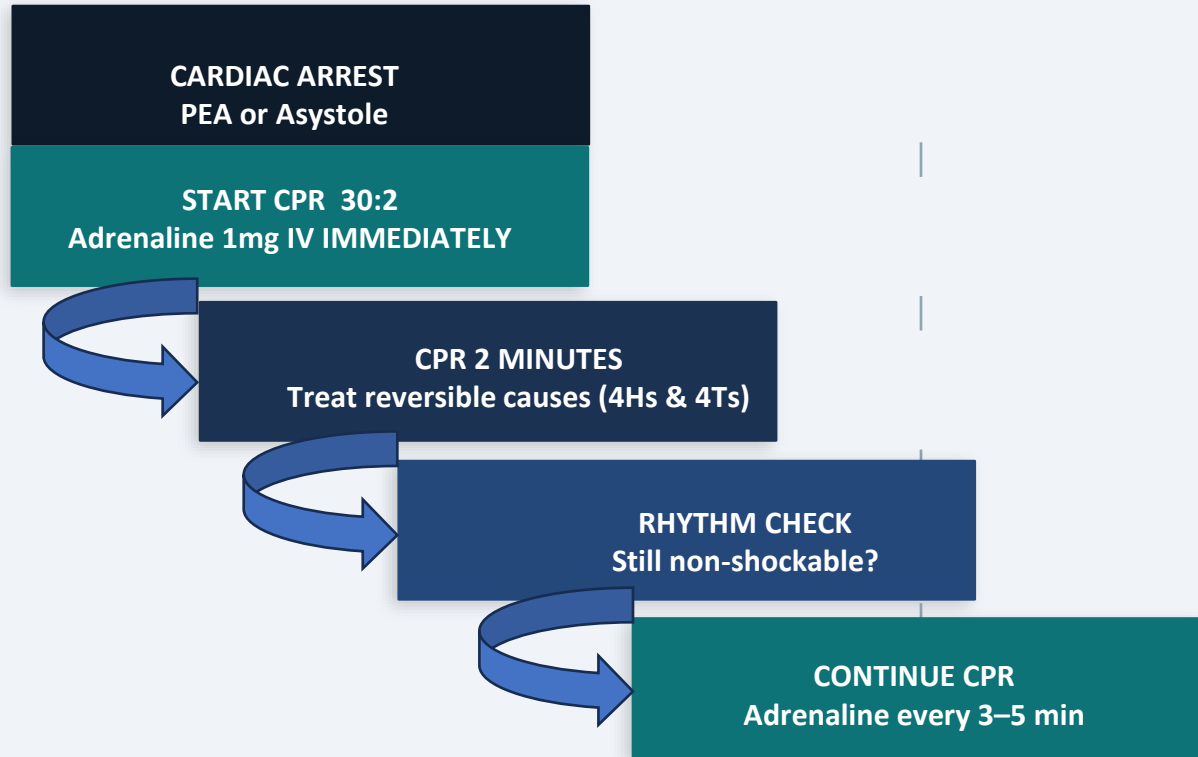 CARDIAC ARREST
PEA or Asystole
START CPR 30:2
Adrenaline 1mg IV IMMEDIATELY
CPR 2 MINUTES
Treat reversible causes (4Hs & 4Ts)
RHYTHM CHECK
Still non-shockable?
CONTINUE CPR
Adrenaline every 3–5 min